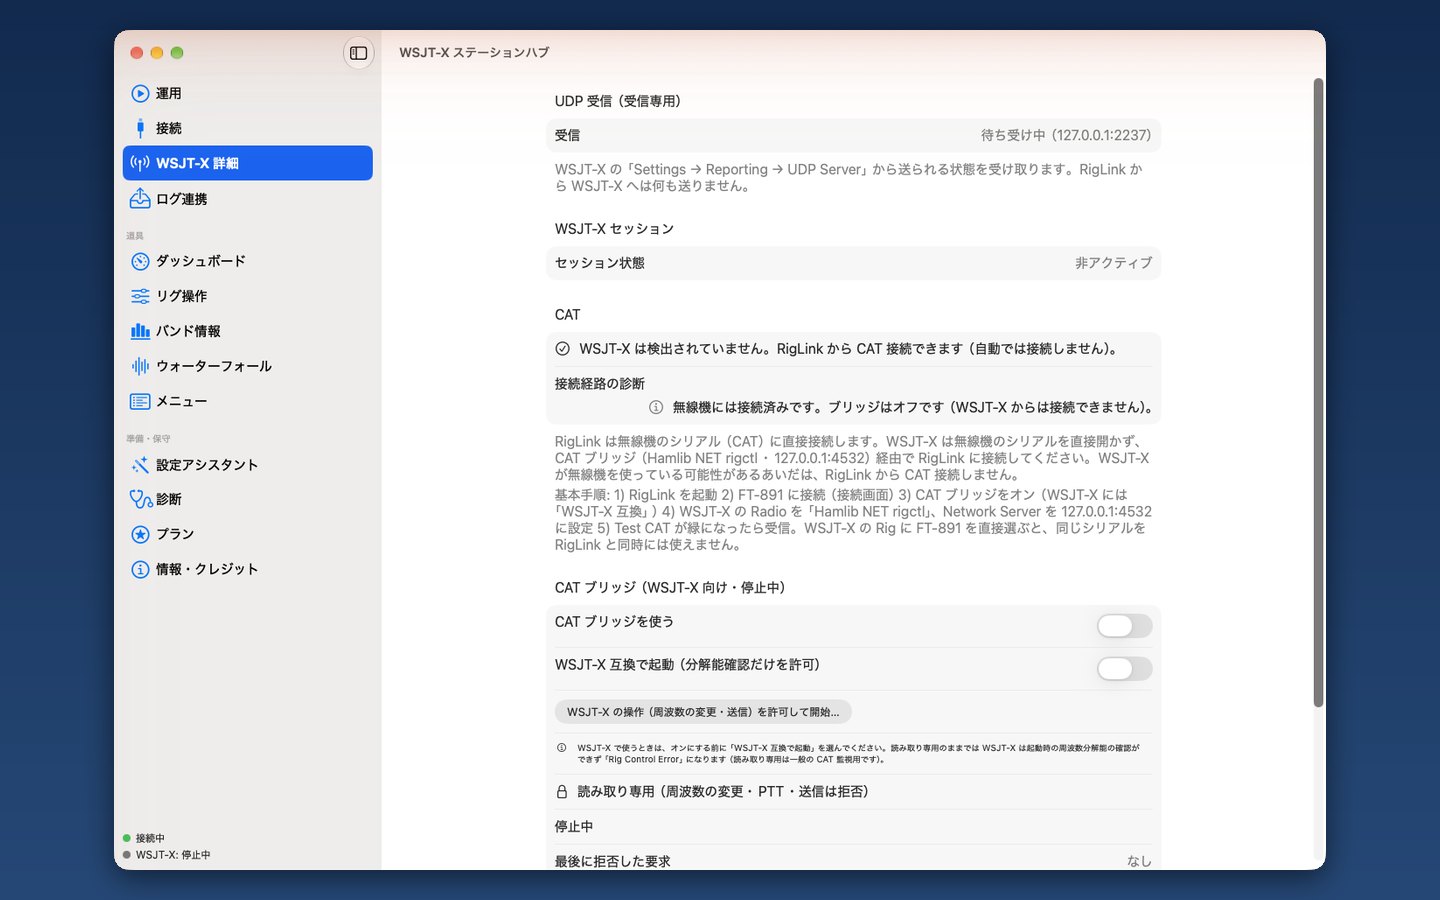 WSJT-X ステーションハブ
運用
接続
WSJT-X 詳細
ログ連携
道具
ダッシュボード
リグ操作
バンド情報
ウォーターフォール
メニュー
準備・保守
設定アシスタント
診断
プラン
情報・クレジット
接続中
WSJT-X: 停止中
UDP 受信（受信専用）
受信
待ち受け中（127.0.0.1:2237）
WSJT-X の「Settings → Reporting → UDP Server」から送られる状態を受け取ります。RigLink か
ら WSJT-X へは何も送りません。
WSJT-X セッション
セッション状態
非アクティブ
CAT
WSJT-X は検出されていません。RigLink から CAT 接続できます（自動では接続しません）。
接続経路の診断
無線機には接続済みです。ブリッジはオフです（WSJT-X からは接続できません）。
RigLink は無線機のシリアル（CAT）に直接接続します。WSJT-X は無線機のシリアルを直接開かず、
CAT ブリッジ（Hamlib NET rigctl · 127.0.0.1:4532）経由で RigLink に接続してください。WSJT-X
が無線機を使っている可能性があるあいだは、RigLink から CAT 接続しません。
基本手順: 1) RigLink を起動 2) FT-891 に接続（接続画面）3) CAT ブリッジをオン（WSJT-X には
「WSJT-X 互換」）4) WSJT-X の Radio を「Hamlib NET rigctl」、Network Server を 127.0.0.1:4532
に設定 5) Test CAT が緑になったら受信。WSJT-X の Rig に FT-891 を直接選ぶと、同じシリアルを
RigLink と同時には使えません。
CAT ブリッジ（WSJT-X 向け・停止中）
CAT ブリッジを使う
WSJT-X 互換で起動（分解能確認だけを許可）
WSJT-X の操作（周波数の変更・送信）を許可して開始...
WSJT-X で使うときは、オンにする前に「WSJT-X 互換で起動」を選んでください。読み取り専用のままでは WSJT-X は起動時の周波数分解能の確認が
できず「Rig Control Error」になります（読み取り専用は一般の CAT 監視用です）。
読み取り専用（周波数の変更・PTT・送信は拒否）
停止中
最後に拒否した要求
なし